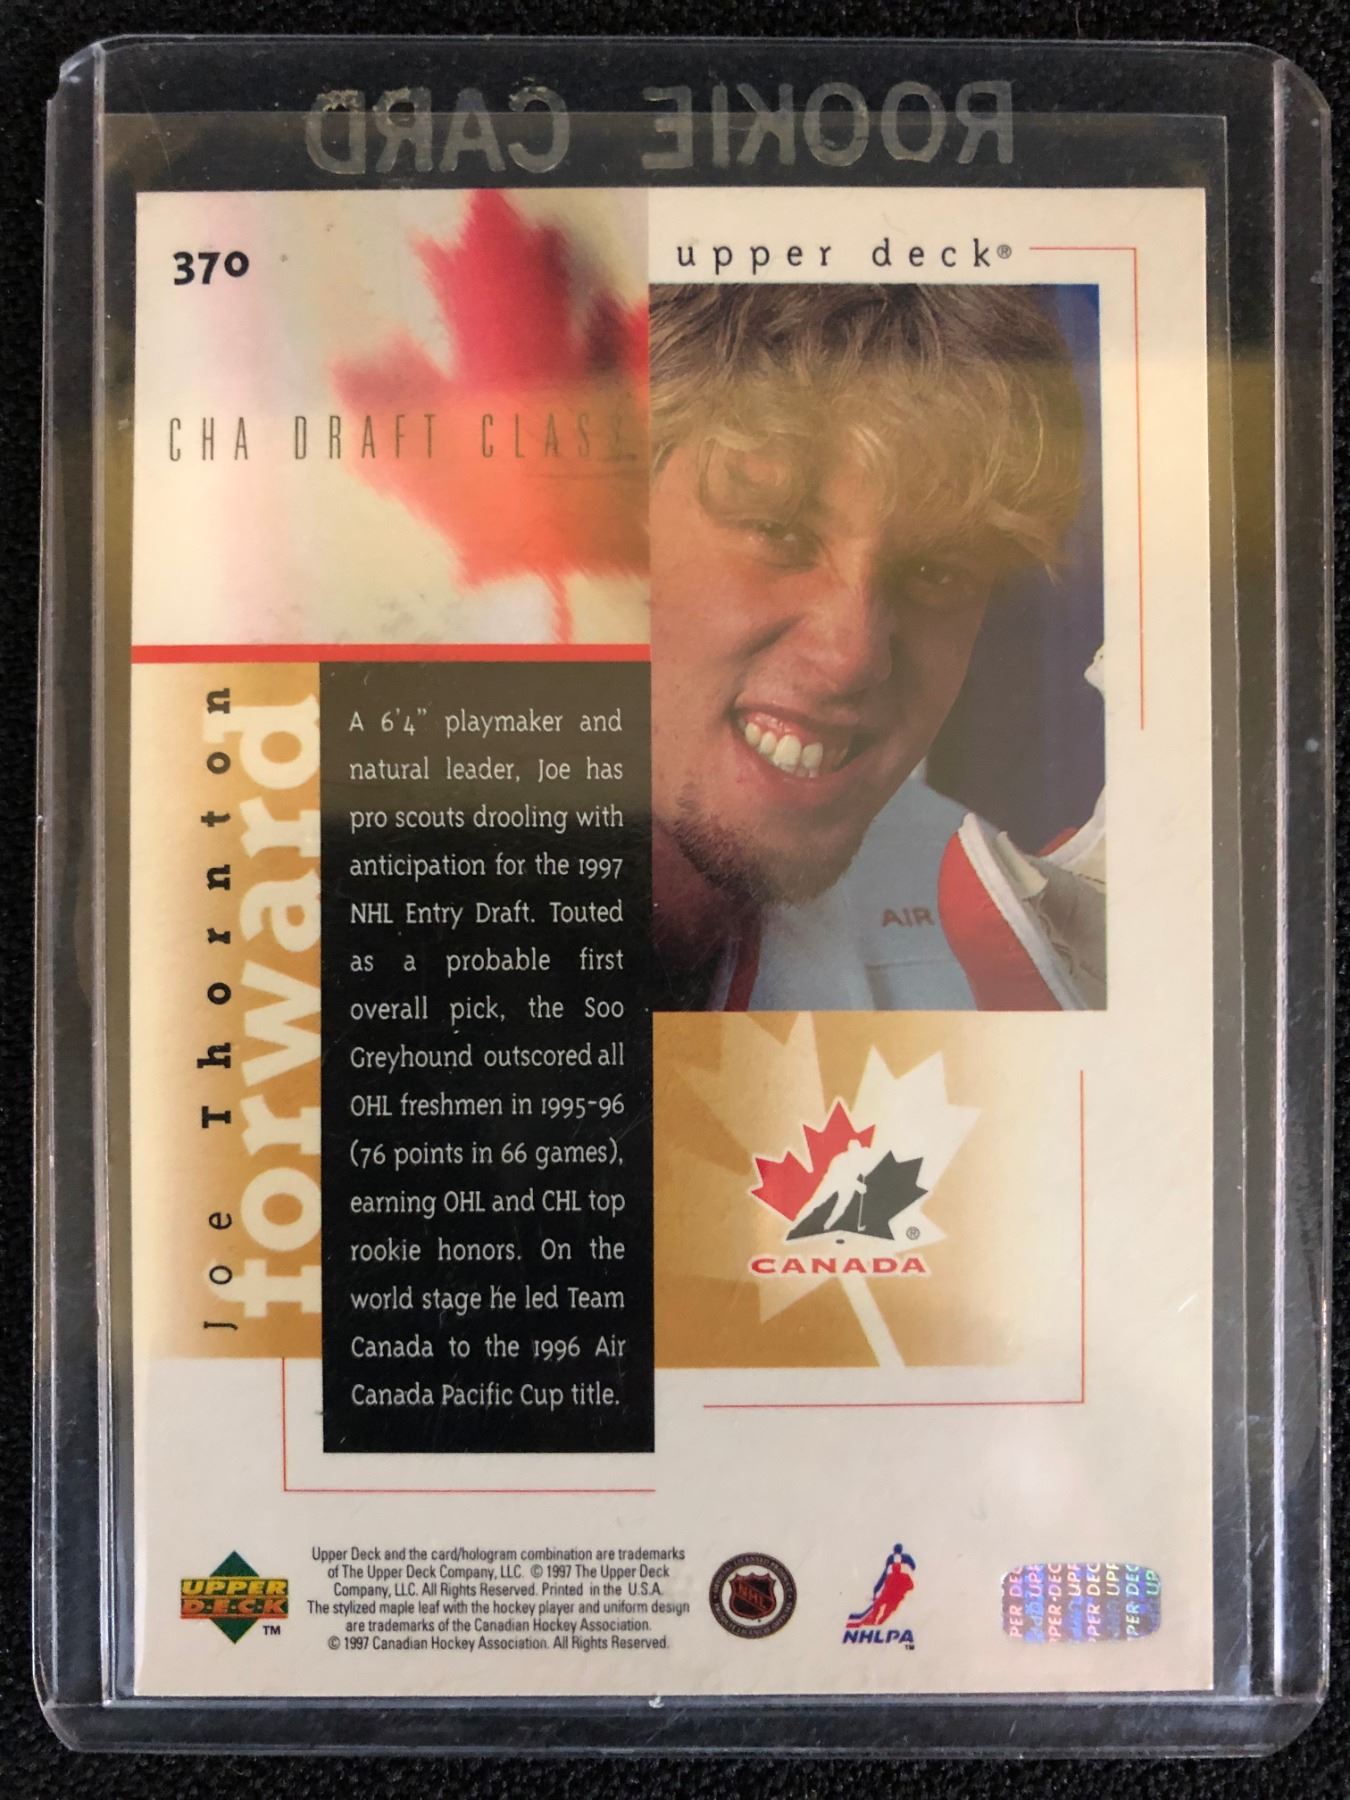 ROOKIE CARD
370
upper deck®
CHA DRAFT CLASS
AIR
Joe Thornton
forward
A 6'4" playmaker and
natural leader, Joe has
pro scouts drooling with
anticipation for the 1997
NHL Entry Draft. Touted
as a probable first
overall pick, the Soo
Greyhound outscored all
OHL freshmen in 1995-96
(76 points in 66 games),
earning OHL and CHL top
rookie honors. On the
world stage he led Team
Canada to the 1996 Air
Canada Pacific Cup title.
®
CANADA
UPPER
D·E·C·K
TM
Upper Deck and the card/hologram combination are trademarks
of The Upper Deck Company, LLC. © 1997 The Upper Deck
Company, LLC. All Rights Reserved. Printed in the U.S.A.
The stylized maple leaf with the hockey player and uniform design
are trademarks of the Canadian Hockey Association.
© 1997 Canadian Hockey Association. All Rights Reserved.
NHL
NHLPA